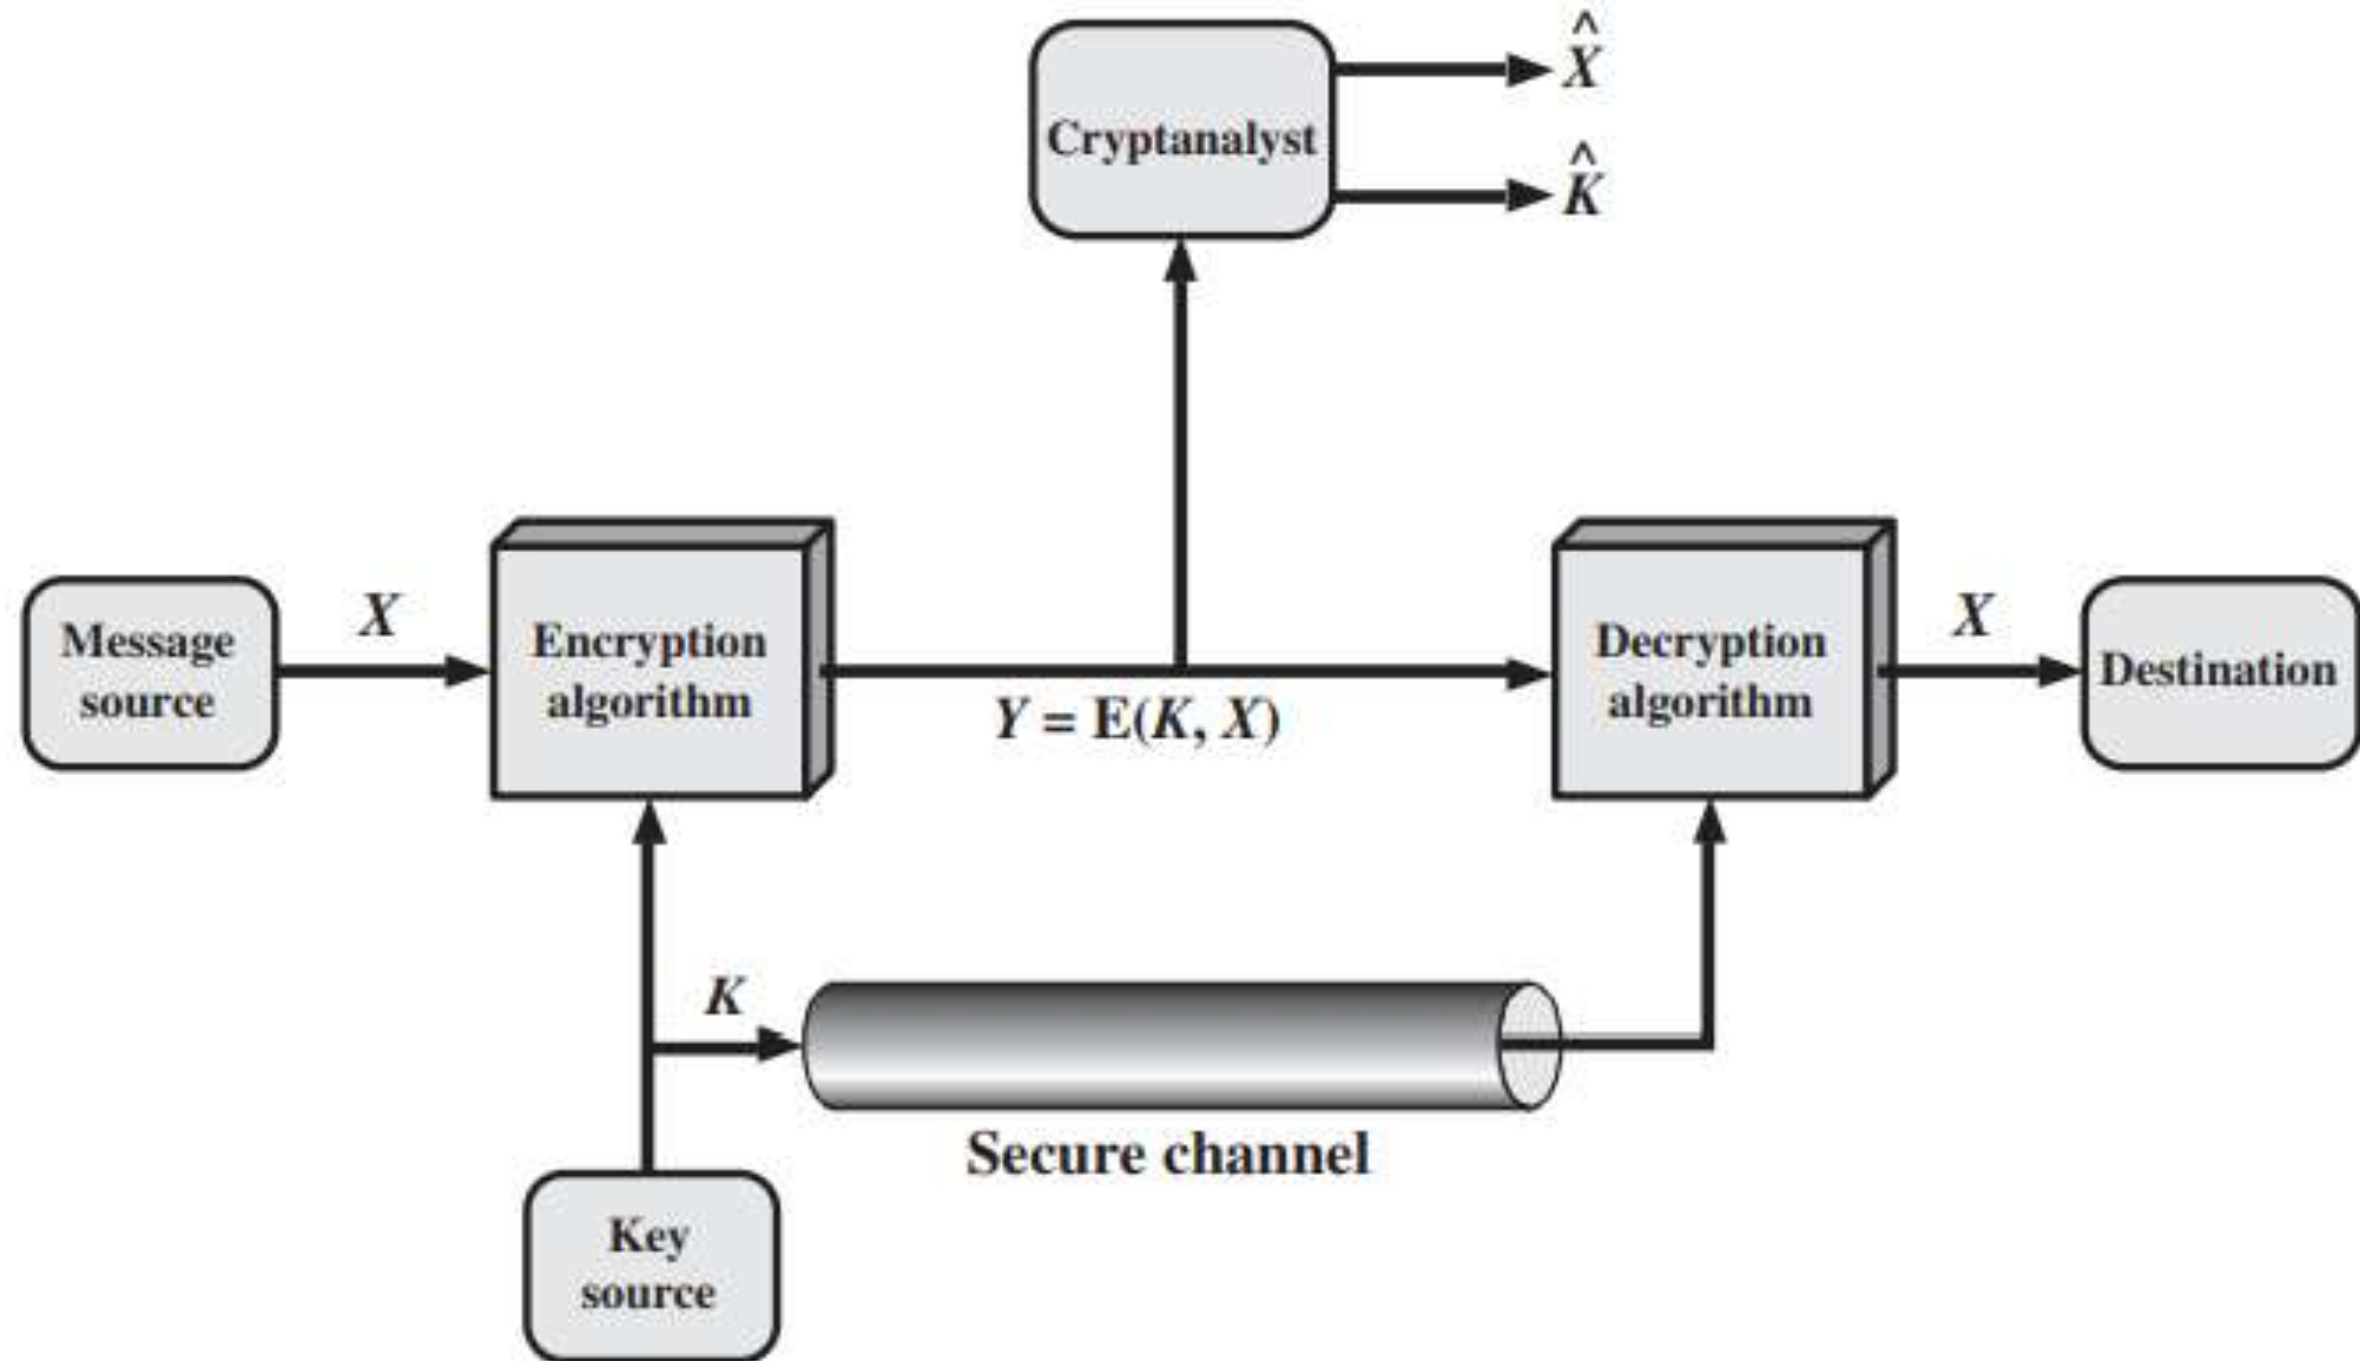 X̂
Cryptanalyst
K̂
Message
source
X
Encryption
algorithm
Y = E(K, X)
Decryption
algorithm
X
Destination
K
Secure channel
Key
source